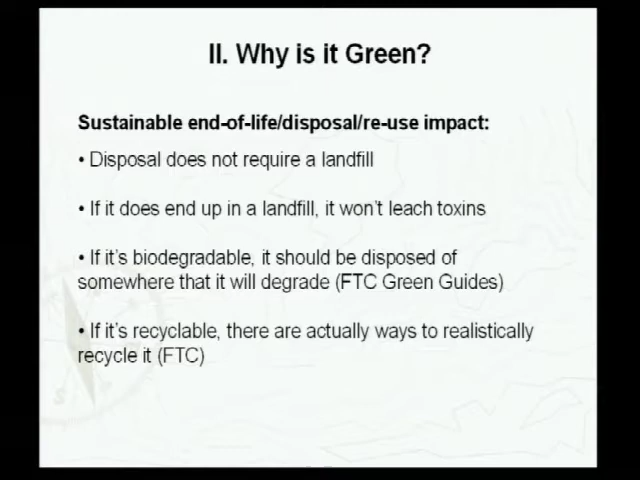 II. Why is it Green?
Sustainable end-of-life/disposal/re-use impact:
• Disposal does not require a landfill
• If it does end up in a landfill, it won't leach toxins
• If it's biodegradable, it should be disposed of
somewhere that it will degrade (FTC Green Guides)
• If it's recyclable, there are actually ways to realistically
recycle it (FTC)